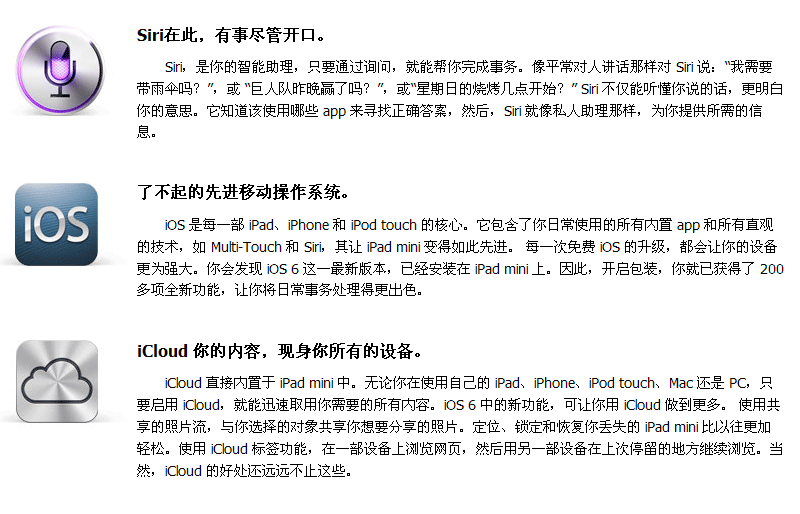 Siri在此，有事尽管开口。
Siri，是你的智能助理，只要通过询问，就能帮你完成事务。像平常对人讲话那样对 Siri 说：“我需要
带雨伞吗？”，或 “巨人队昨晚赢了吗？”，或“星期日的烧烤几点开始？” Siri 不仅能听懂你说的话，更明白
你的意思。它知道该使用哪些 app 来寻找正确答案，然后，Siri 就像私人助理那样，为你提供所需的信
息。
iOS
了不起的先进移动操作系统。
iOS 是每一部 iPad、iPhone 和 iPod touch 的核心。它包含了你日常使用的所有内置 app 和所有直观
的技术，如 Multi-Touch 和 Siri，其让 iPad mini 变得如此先进。 每一次免费 iOS 的升级，都会让你的设备
更为强大。你会发现 iOS 6 这一最新版本，已经安装在 iPad mini 上。因此，开启包装，你就已获得了 200
多项全新功能，让你将日常事务处理得更出色。
iCloud 你的内容，现身你所有的设备。
iCloud 直接内置于 iPad mini 中。无论你在使用自己的 iPad、iPhone、iPod touch、Mac 还是 PC，只
要启用 iCloud，就能迅速取用你需要的所有内容。iOS 6 中的新功能，可让你用 iCloud 做到更多。 使用共
享的照片流，与你选择的对象共享你想要分享的照片。定位、锁定和恢复你丢失的 iPad mini 比以往更加
轻松。使用 iCloud 标签功能，在一部设备上浏览网页，然后用另一部设备在上次停留的地方继续浏览。当
然，iCloud 的好处还远远不止这些。